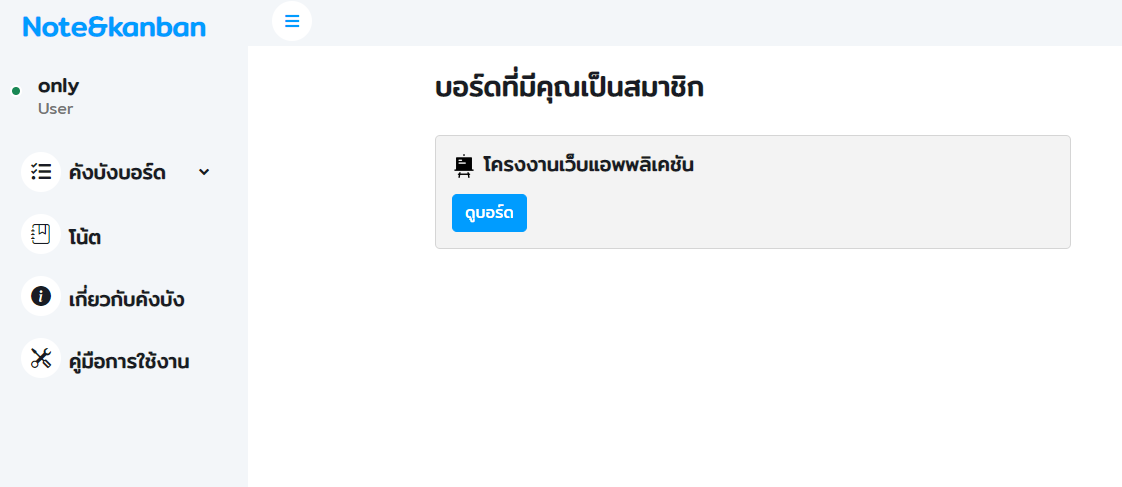 Note&kanban
only
User
คังบังบอร์ด
โน้ต
เกี่ยวกับคังบัง
คู่มือการใช้งาน
บอร์ดที่มีคุณเป็นสมาชิก
โครงงานเว็บแอพพลิเคชัน
ดูบอร์ด